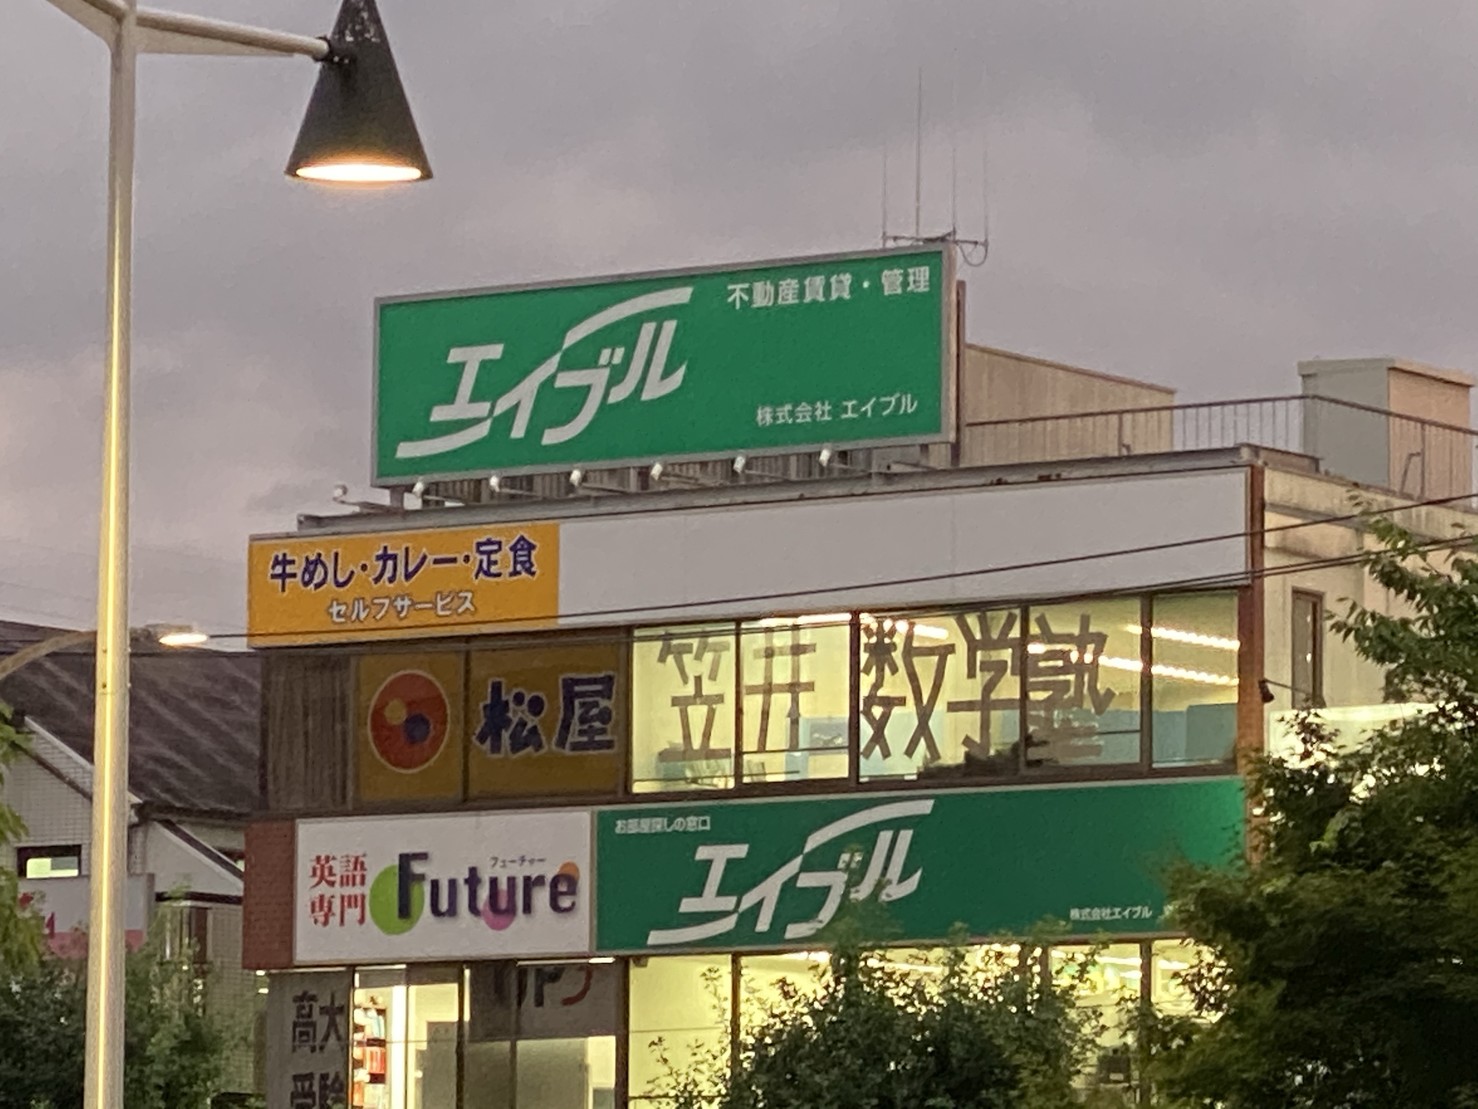 不動産賃貸・管理
エイブル
株式会社 エイブル
牛めし・カレー・定食
セルフサービス
松屋
笠井数学塾
英語
専門
フューチャー
Future
お部屋探しの窓口
エイブル
株式会社エイブル
高大
受験